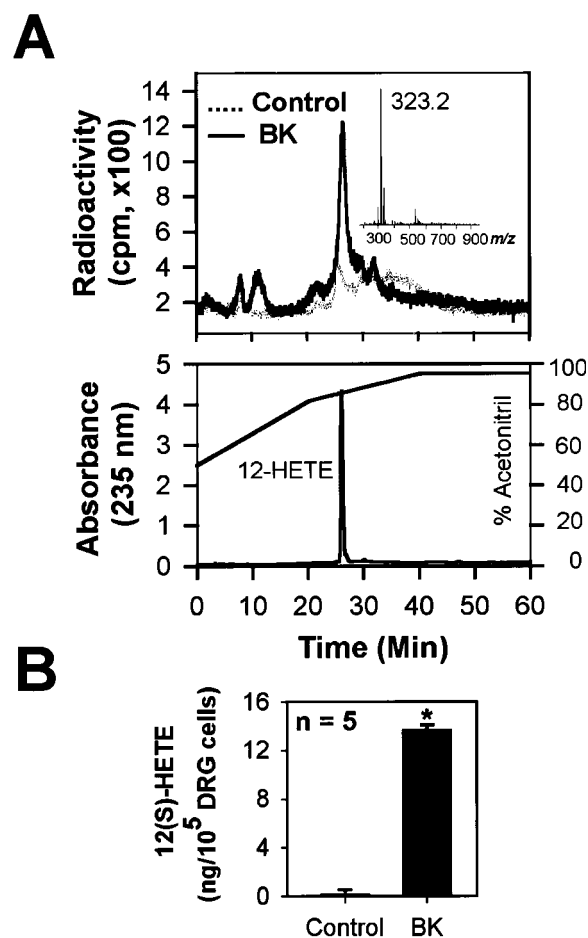 A
Radioactivity
(cpm, x100)
14
12
10
8
6
4
2
Control
BK
323.2
300 500 700 900 m/z
Absorbance
(235 nm)
5
4
3
2
1
0
12-HETE
% Acetonitril
100
80
60
40
20
0
0 10 20 30 40 50 60
Time (Min)
B
12(S)-HETE
(ng/10⁵ DRG cells)
16
12
8
4
0
n = 5
*
Control BK